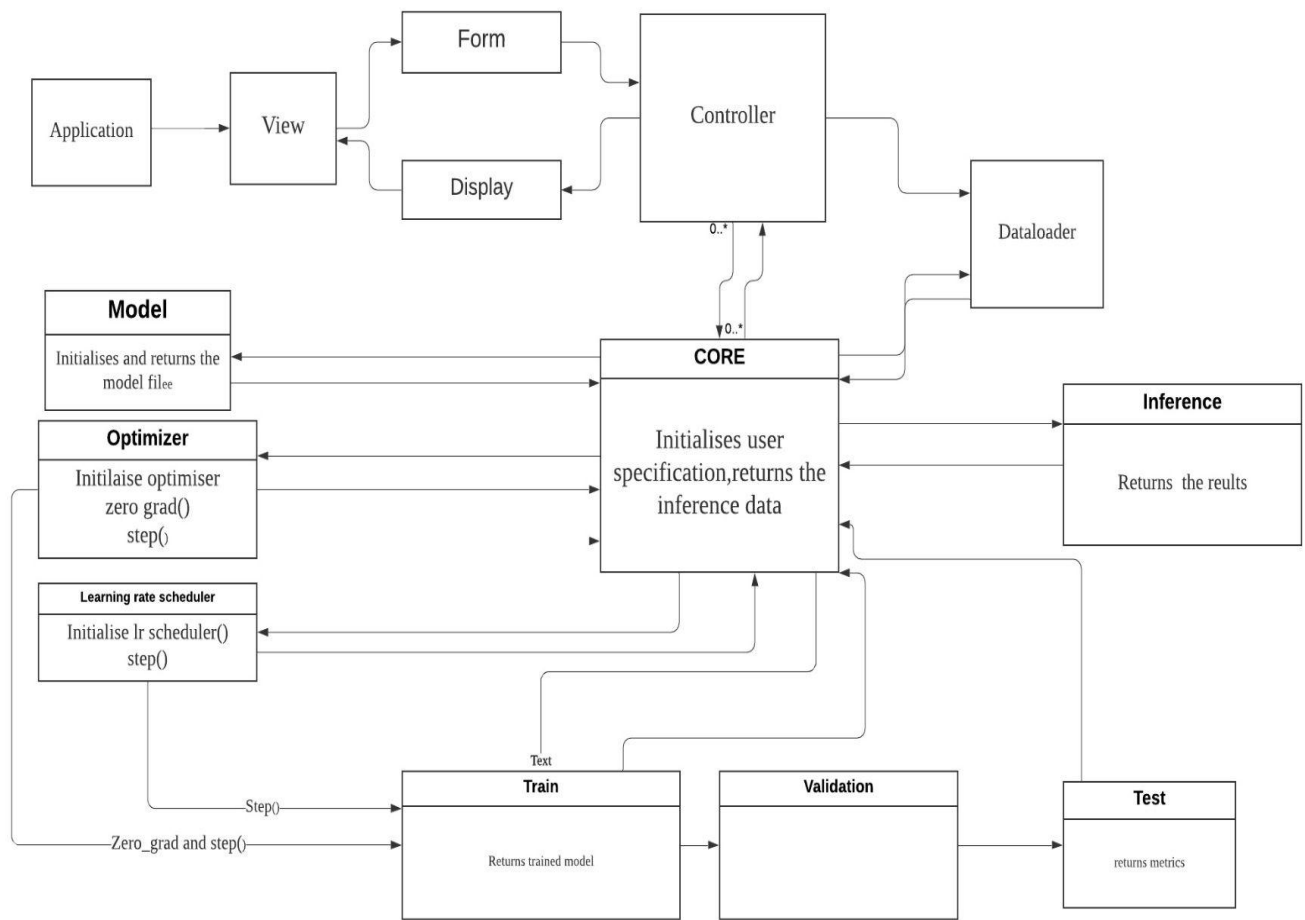 Form
Controller
Application
View
Display
Dataloader
0..*
0..*
Model
Initialises and returns the
model filee
CORE
Initialises user
specification,returns the
inference data
Inference
Returns the reults
Optimizer
Initilaise optimiser
zero grad()
step()
Learning rate scheduler
Initialise lr scheduler()
step()
Text
Step()
Zero_grad and step()
Train
Returns trained model
Validation
Test
returns metrics